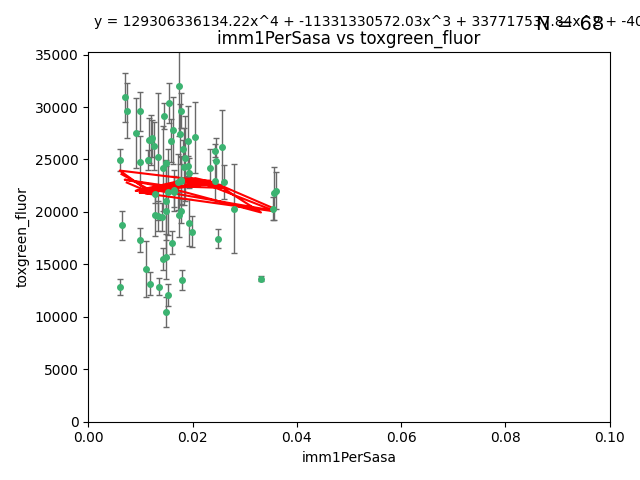 y = 129306336134.22x^4 + -11331330572.03x^3 +
N = 68
imm1PerSasa vs toxgreen_fluor
35000
30000
25000
20000
15000
10000
5000
0
toxgreen_fluor
0.00 0.02 0.04 0.06 0.08 0.10
imm1PerSasa